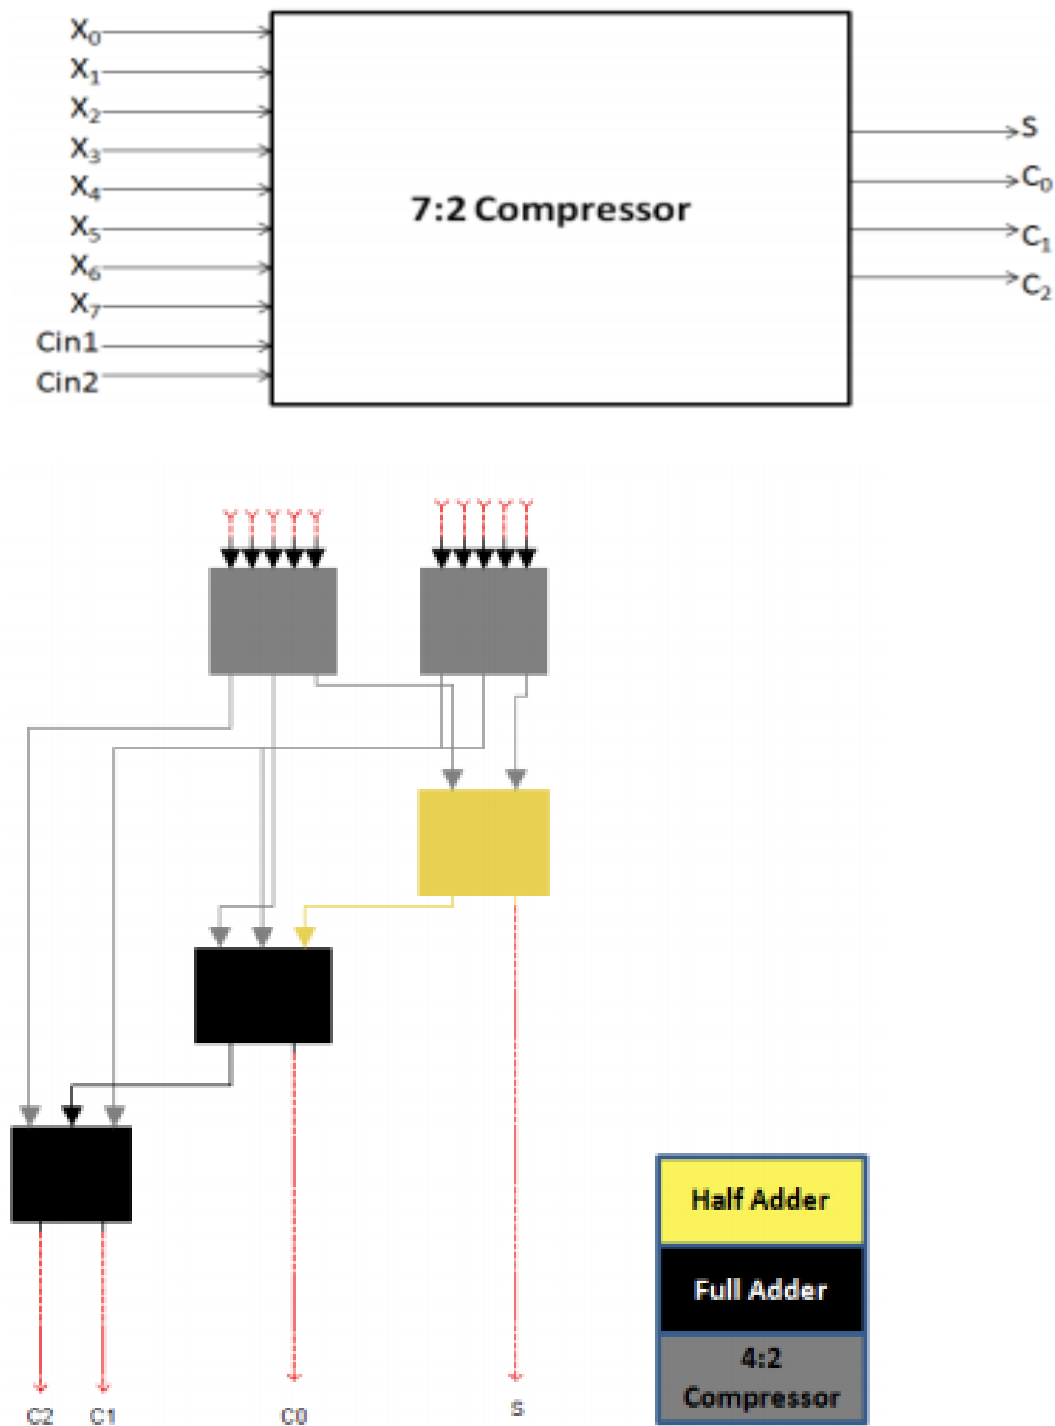 X₀
X₁
X₂
X₃
X₄
X₅
X₆
X₇
Cin1
Cin2
7:2 Compressor
S
C₀
C₁
C₂
Half Adder
Full Adder
4:2
Compressor
C2 C1 C0 S